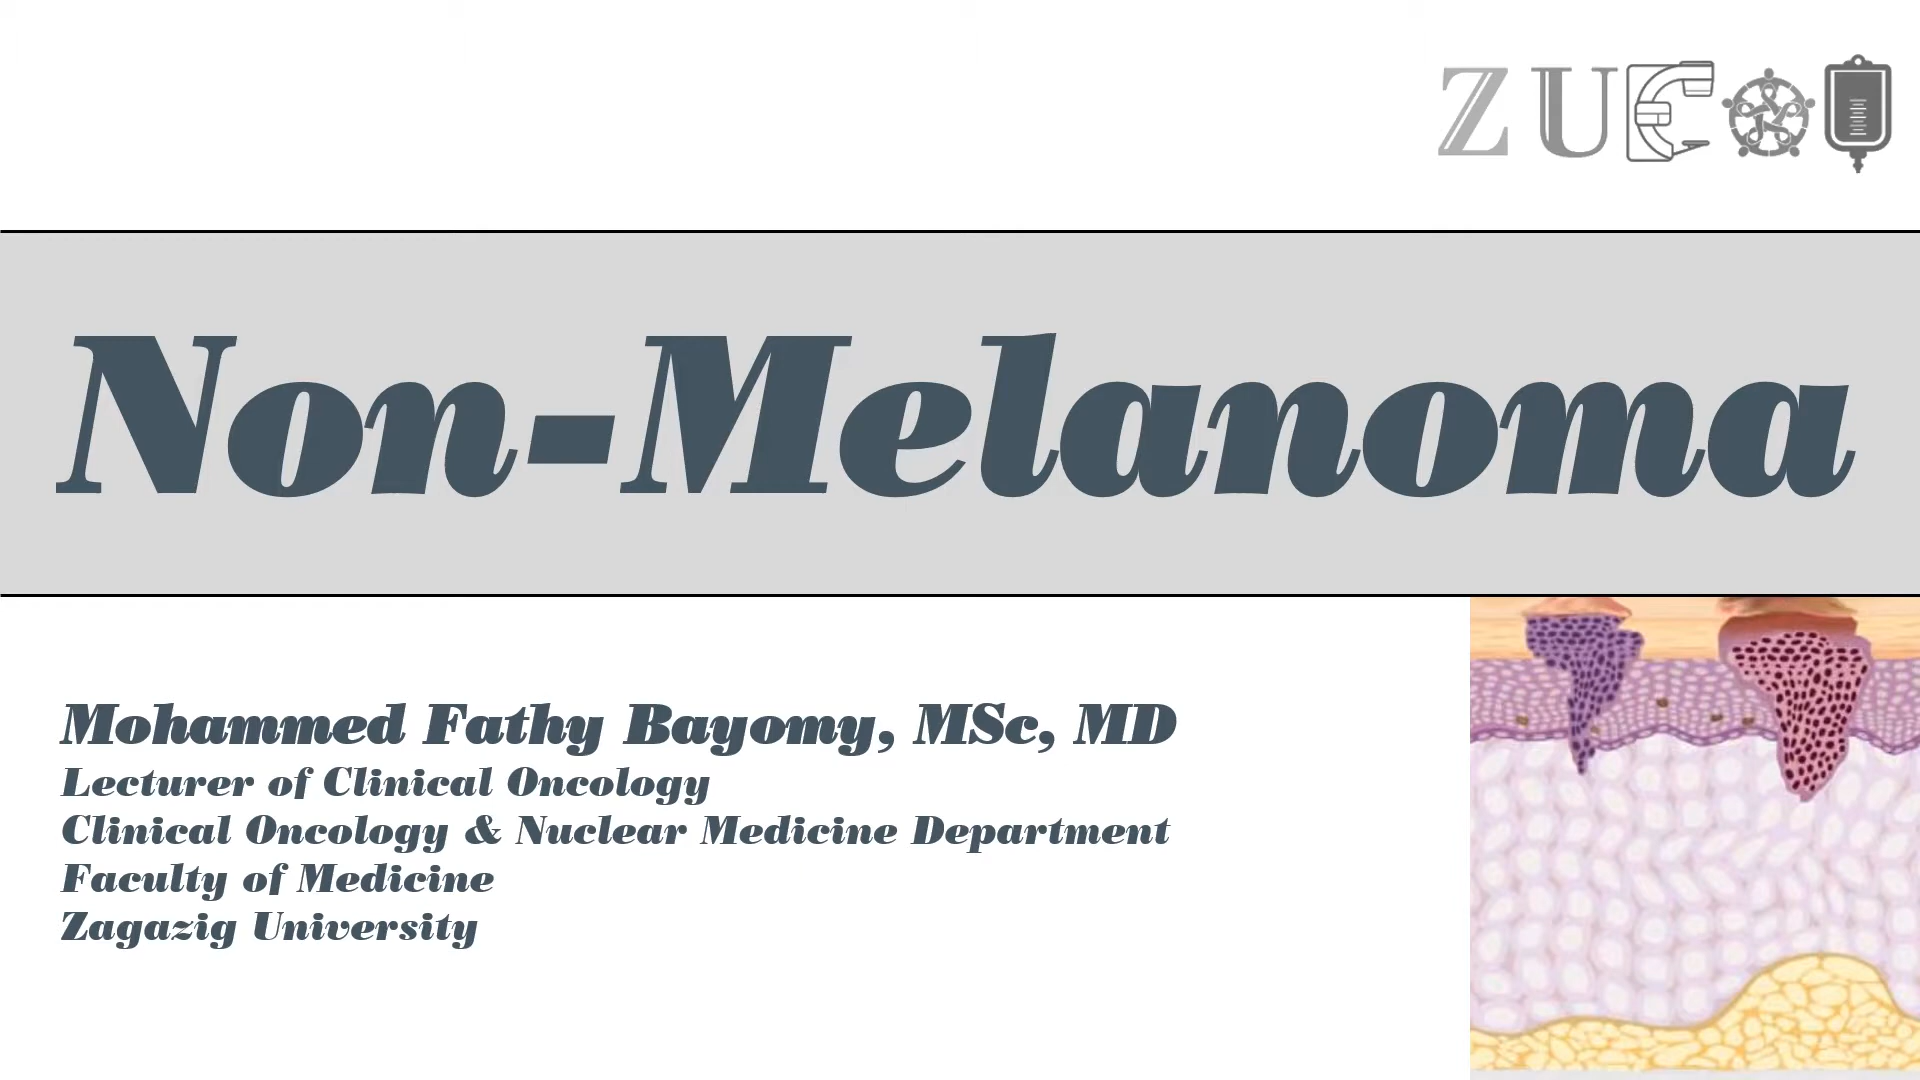 ZU
Non-Melanoma
Mohammed Fathy Bayomy, MSc, MD
Lecturer of Clinical Oncology
Clinical Oncology & Nuclear Medicine Department
Faculty of Medicine
Zagazig University